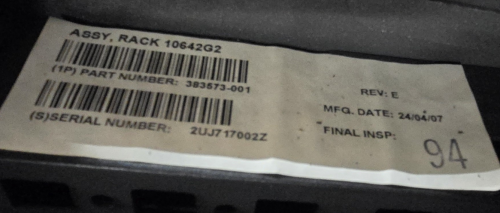 ASSY, RACK 10642G2
(1P) PART NUMBER: 383573-001
(S)SERIAL NUMBER: 2UJ717002Z
REV: E
MFG. DATE: 24/04/07
FINAL INSP:
94